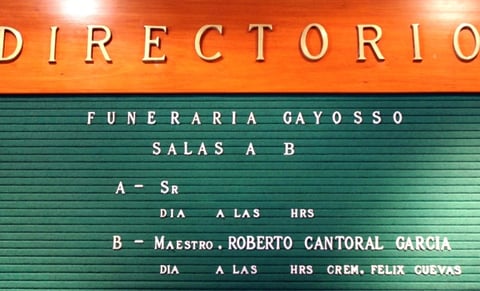 DIRECTORIO
FUNERARIA GAYOSSO
SALAS A B
A - Sr
DIA A LAS HRS
B - MAESTRO. ROBERTO CANTORAL GARCIA
DIA A LAS HRS CREM. FELIX CUEVAS